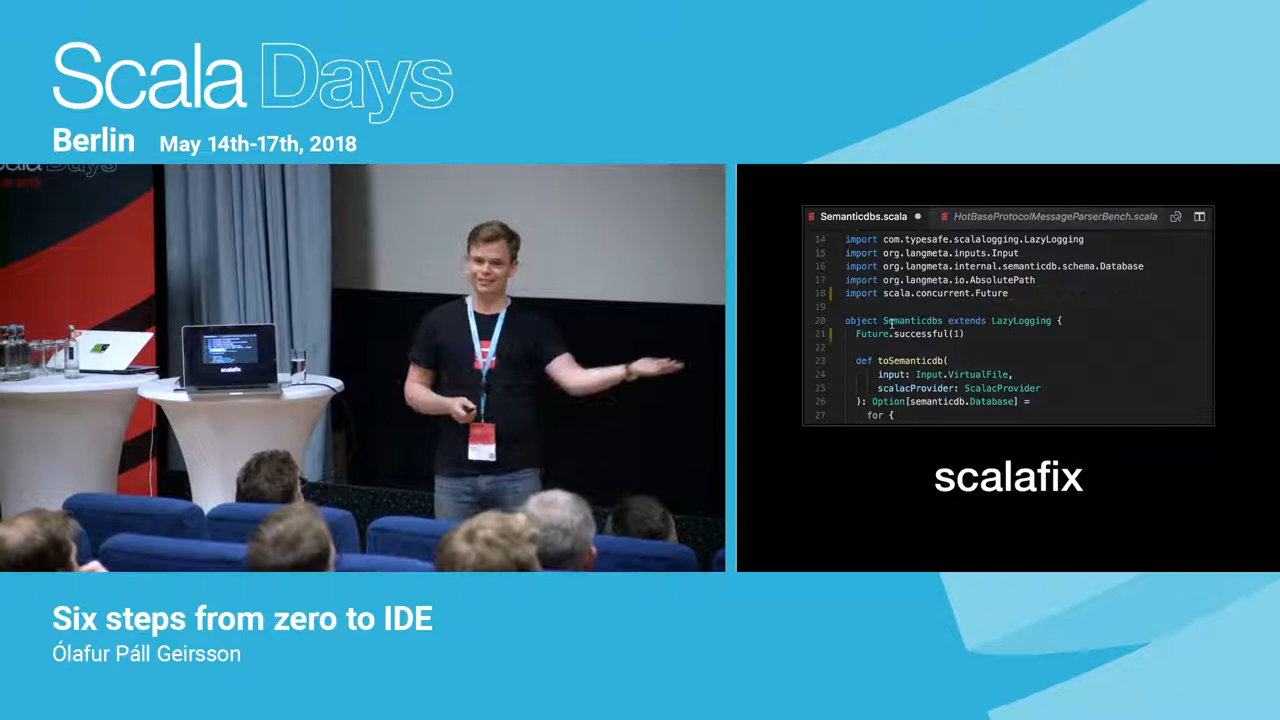 Scala Days
Berlin May 14th-17th, 2018
Days
Semanticdbs.scala ● HotBaseProtocolMessageParserBench.scala
14 import com.typesafe.scalalogging.LazyLogging
15 import org.langmeta.inputs.Input
16 import org.langmeta.internal.semanticdb.schema.Database
17 import org.langmeta.io.AbsolutePath
18 import scala.concurrent.Future
19
20 object Semanticdbs extends LazyLogging {
21 Future.successful(1)
22
23 def toSemanticdb(
24 input: Input.VirtualFile,
25 scalacProvider: ScalacProvider
26 ): Option[semanticdb.Database] =
27 for {
scalafix
scalafix
Six steps from zero to IDE
Ólafur Páll Geirsson